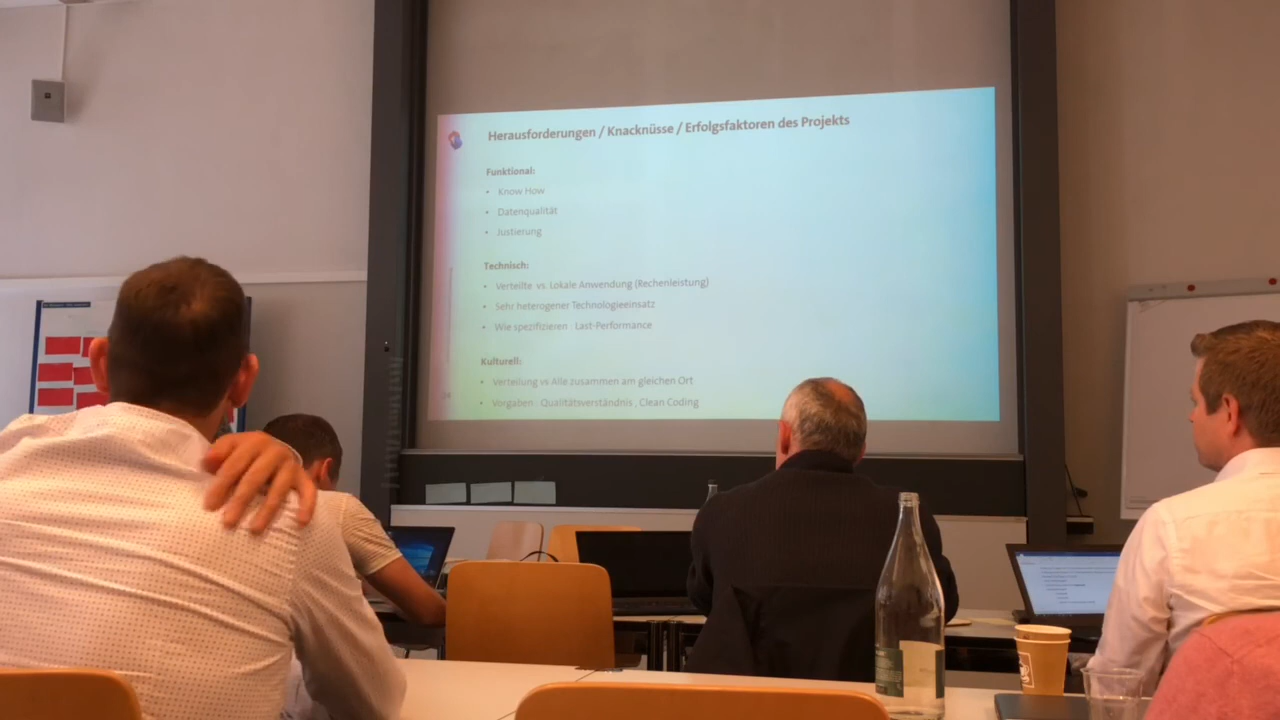 Herausforderungen / Knacknüsse / Erfolgsfaktoren des Projekts
Funktional:
• Know How
• Datenqualität
• Justierung
Technisch:
• Verteilte vs. Lokale Anwendung (Rechenleistung)
• Sehr heterogener Technologieeinsatz
• Wie spezifizieren : Last-Performance
Kulturell:
• Verteilung vs Alle zusammen am gleichen Ort
• Vorgaben : Qualitätsverständnis , Clean Coding